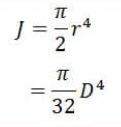 J = π/2 r⁴
= π/32 D⁴